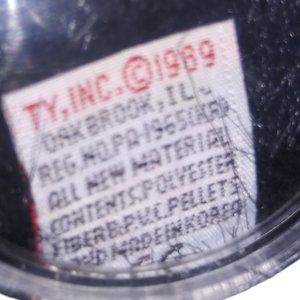 TY, INC. ©1989
OAKBROOK, IL
REG. NO. PA-1965(KR)
ALL NEW MATERIAL
CONTENTS: POLYESTER
FIBER & P.V.C. PELLETS
HAND MADE IN KOREA